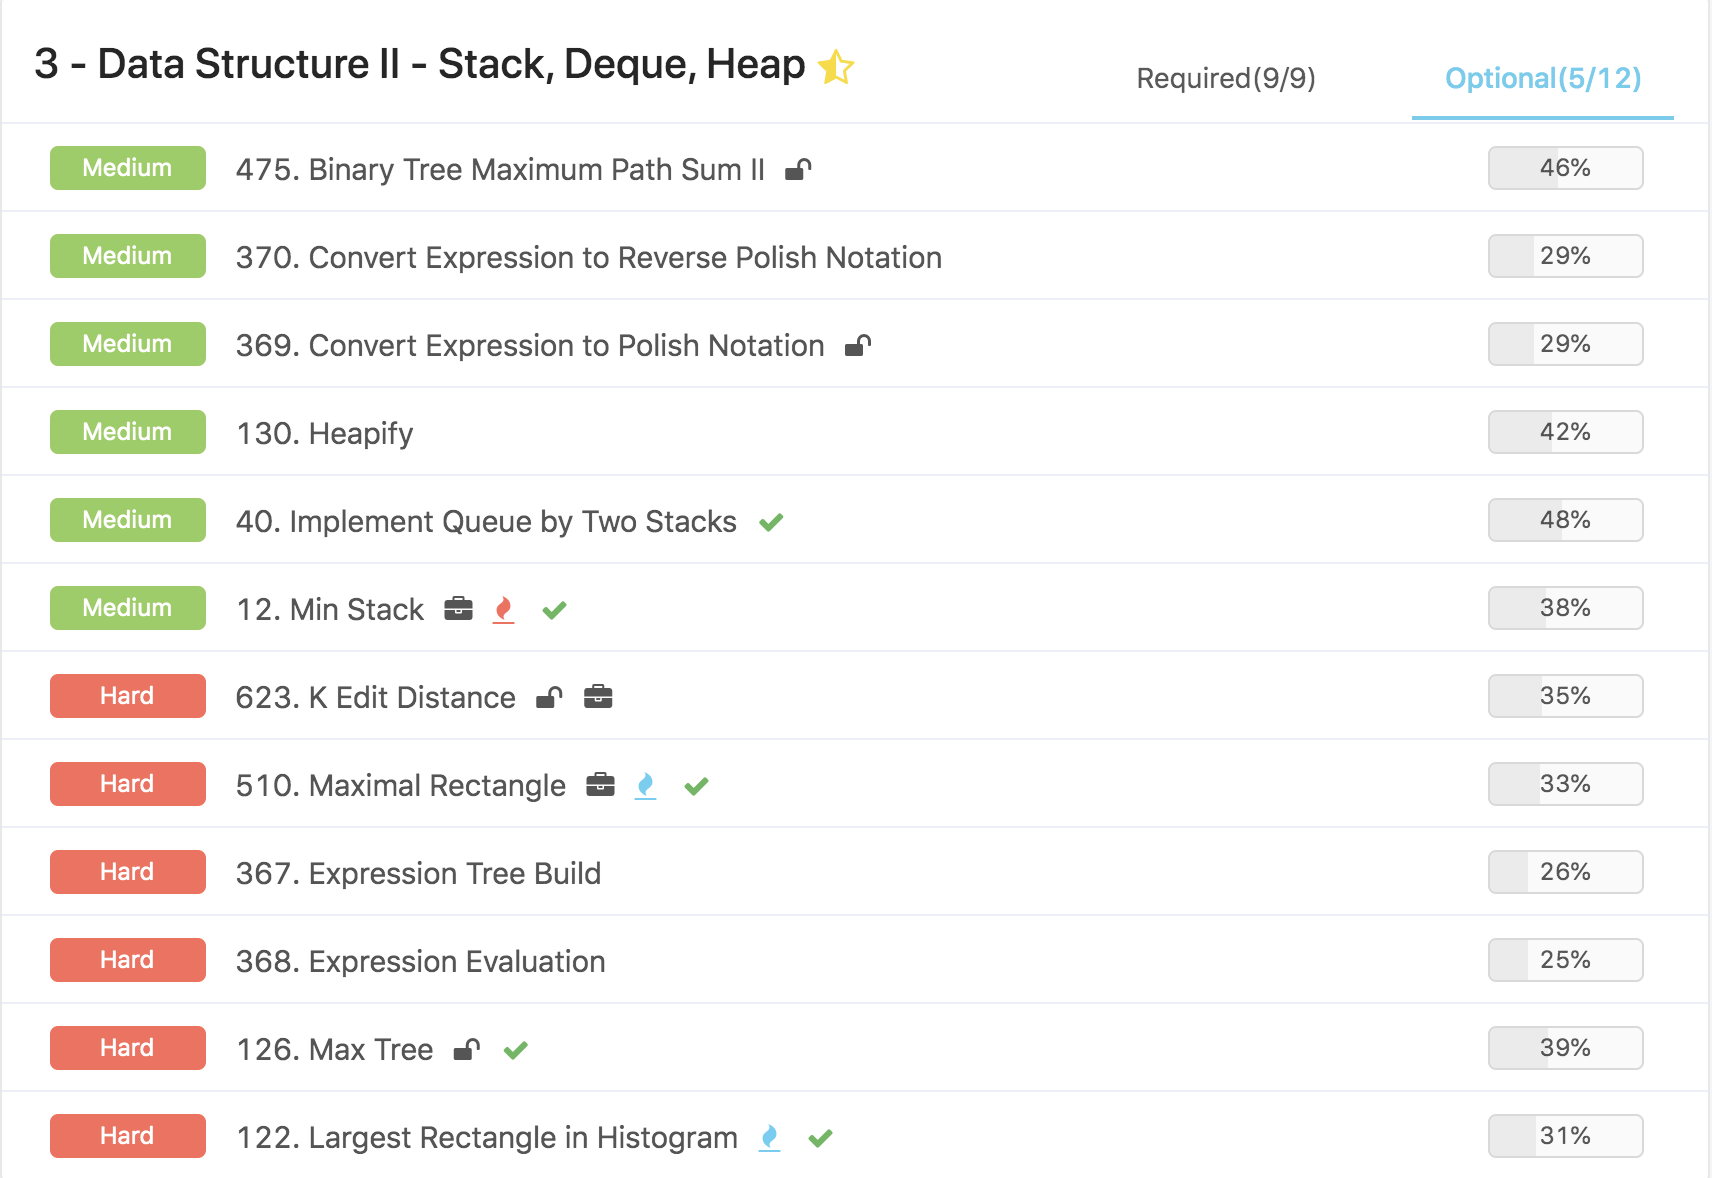 3 - Data Structure II - Stack, Deque, Heap Required(9/9) Optional(5/12)
Medium 475. Binary Tree Maximum Path Sum II 46%
Medium 370. Convert Expression to Reverse Polish Notation 29%
Medium 369. Convert Expression to Polish Notation 29%
Medium 130. Heapify 42%
Medium 40. Implement Queue by Two Stacks 48%
Medium 12. Min Stack 38%
Hard 623. K Edit Distance 35%
Hard 510. Maximal Rectangle 33%
Hard 367. Expression Tree Build 26%
Hard 368. Expression Evaluation 25%
Hard 126. Max Tree 39%
Hard 122. Largest Rectangle in Histogram 31%